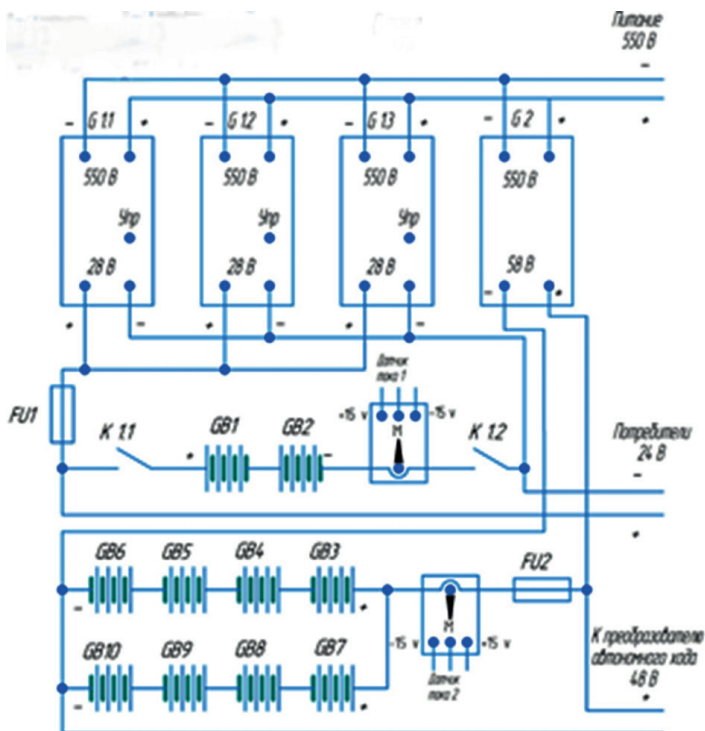 Питание
550 В
-
- G 1.1 +
- G 1.2 +
- G 1.3 +
- G 2 +
+
550 В
550 В
550 В
550 В
Упр
Упр
Упр
28 В
28 В
28 В
58 В
- +
+ -
+ -
+ -
Датчик
тока 1
+15 v
-15 v
M
FU1
K 1.1
+
GB1
GB2
-
K 1.2
Потребители
24 В
-
+
GB6
GB5
GB4
GB3
- +
FU2
M
-15 v
+15 v
Датчик
тока 2
GB10
GB9
GB8
GB7
- +
К преобразователю
автономного хода
48 В
+